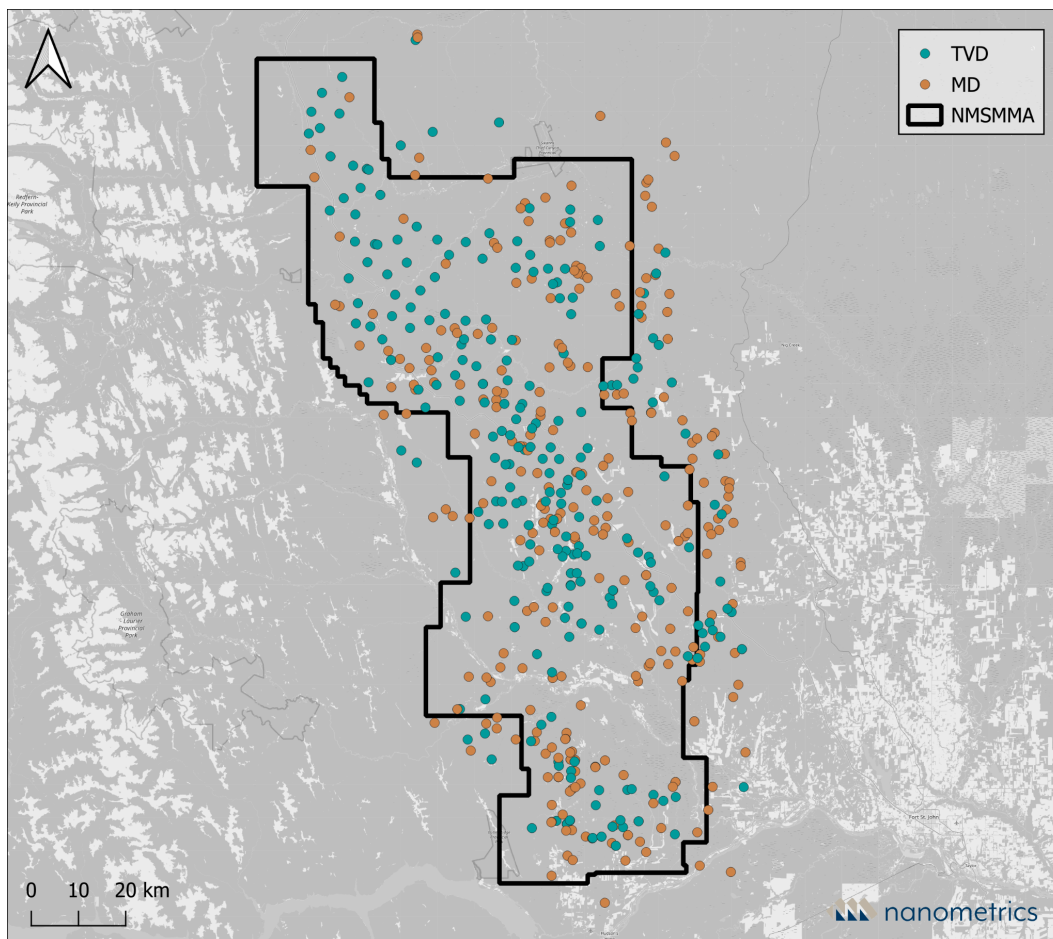 TVD
MD
NMSMMA
Redfern-
Kelly Provincial
Park
Graham
- Laurier
Provincial
Park
Fort St. John
Taylor
0 10 20 km
nanometrics